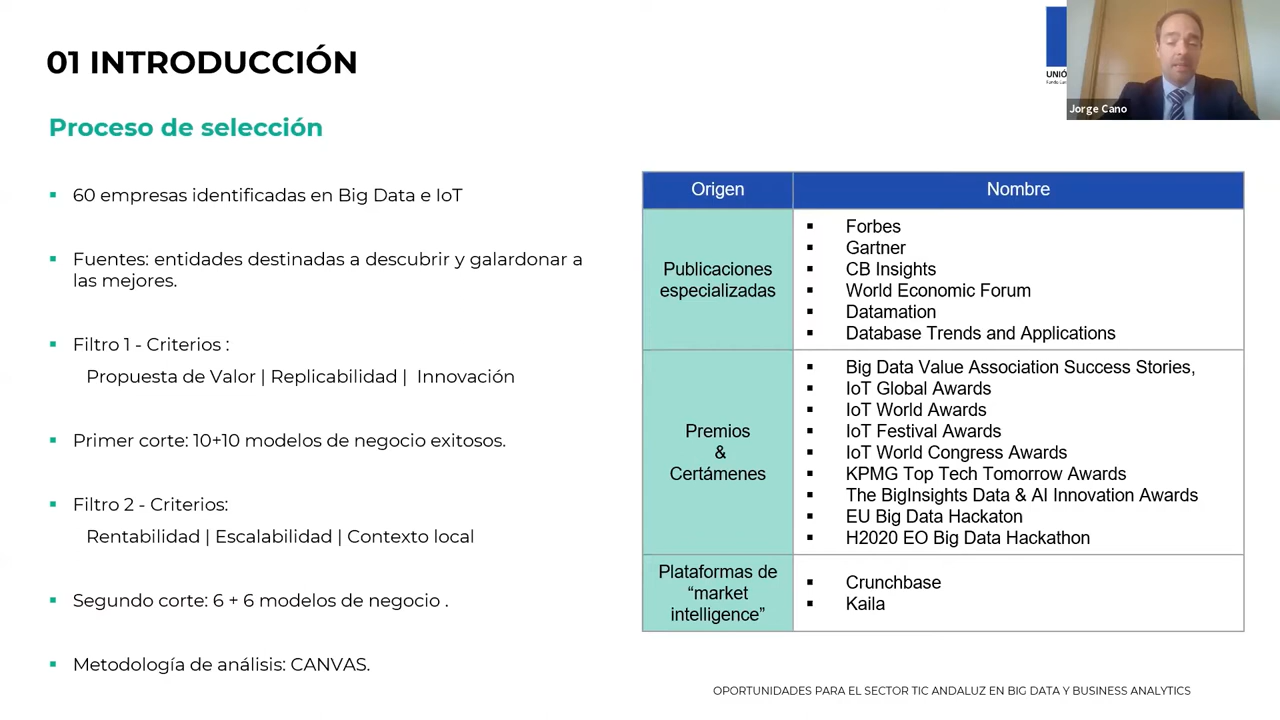 01 INTRODUCCIÓN
Proceso de selección
▪ 60 empresas identificadas en Big Data e IoT
▪ Fuentes: entidades destinadas a descubrir y galardonar a
las mejores.
▪ Filtro 1 - Criterios :
Propuesta de Valor | Replicabilidad | Innovación
▪ Primer corte: 10+10 modelos de negocio exitosos.
▪ Filtro 2 - Criterios:
Rentabilidad | Escalabilidad | Contexto local
▪ Segundo corte: 6 + 6 modelos de negocio .
▪ Metodología de análisis: CANVAS.
UNIÓ
Jorge Cano
Origen
Nombre
Publicaciones
especializadas
▪ Forbes
▪ Gartner
▪ CB Insights
▪ World Economic Forum
▪ Datamation
▪ Database Trends and Applications
Premios
&
Certámenes
▪ Big Data Value Association Success Stories,
▪ IoT Global Awards
▪ IoT World Awards
▪ IoT Festival Awards
▪ IoT World Congress Awards
▪ KPMG Top Tech Tomorrow Awards
▪ The BigInsights Data & AI Innovation Awards
▪ EU Big Data Hackaton
▪ H2020 EO Big Data Hackathon
Plataformas de
“market
intelligence”
▪ Crunchbase
▪ Kaila
OPORTUNIDADES PARA EL SECTOR TIC ANDALUZ EN BIG DATA Y BUSINESS ANALYTICS